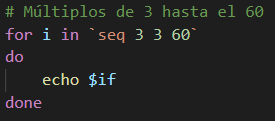 # Múltiplos de 3 hasta el 60
for i in `seq 3 3 60`
do
    echo $if
done